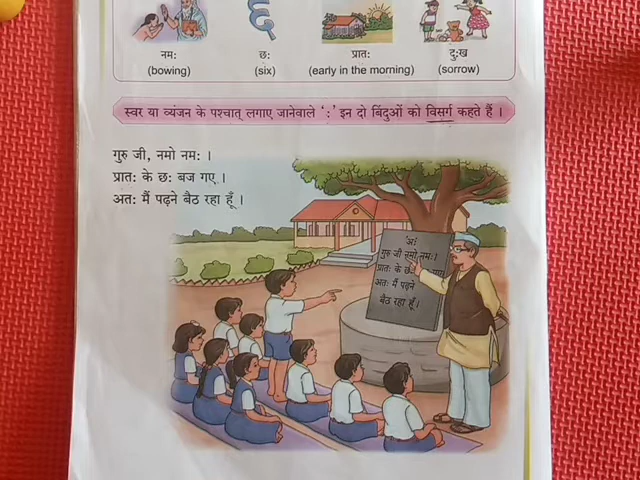 नमः
छः
प्रातः
दुःख
(bowing)
(six)
(early in the morning)
(sorrow)
स्वर या व्यंजन के पश्चात् लगाए जानेवाले ':' इन दो बिंदुओं को विसर्ग कहते हैं ।
गुरु जी, नमो नमः ।
प्रातः के छः बज गए ।
अतः मैं पढ़ने बैठ रहा हूँ ।
'अः'
गुरु जी नमो नमः।
प्रातः के छः गए
अतः मैं पढ़ने
बैठ रहा हूँ।